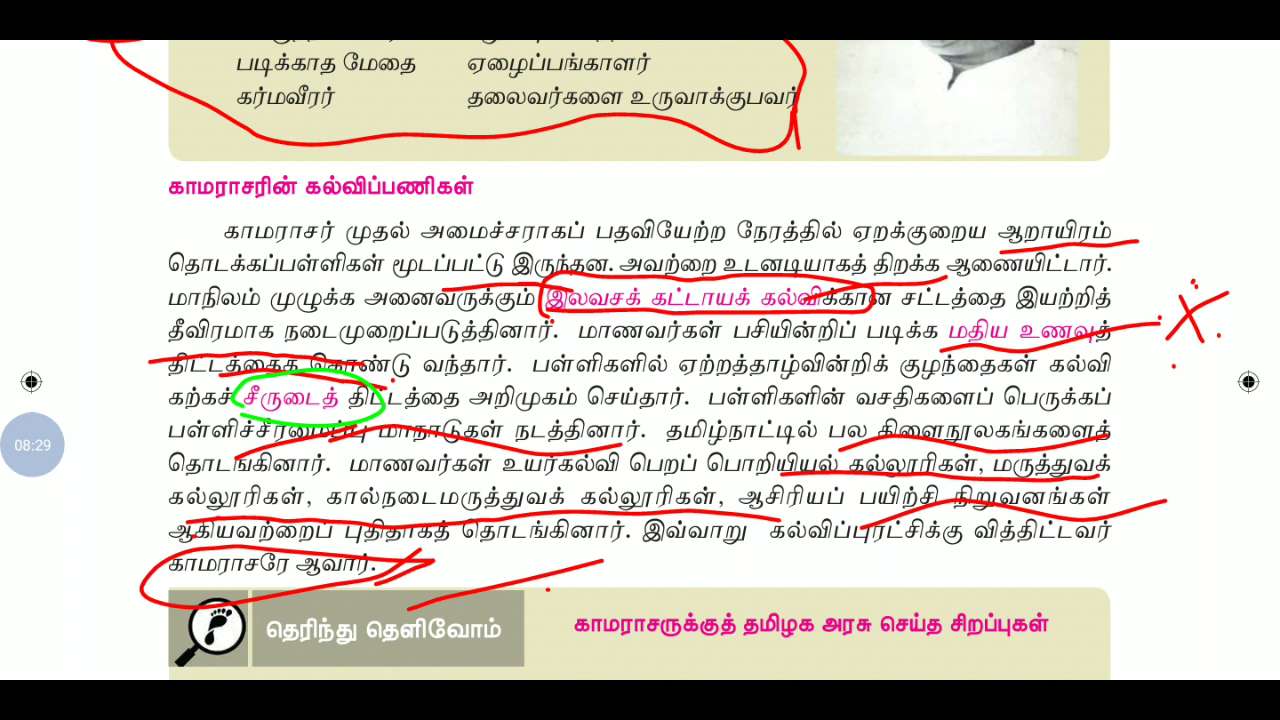 படிக்காத மேதை ஏழைப்பங்காளர்
கர்மவீரர் தலைவர்களை உருவாக்குபவர்
காமராசரின் கல்விப்பணிகள்
காமராசர் முதல் அமைச்சராகப் பதவியேற்ற நேரத்தில் ஏறக்குறைய ஆறாயிரம்
தொடக்கப்பள்ளிகள் மூடப்பட்டு இருந்தன. அவற்றை உடனடியாகத் திறக்க ஆணையிட்டார்.
மாநிலம் முழுக்க அனைவருக்கும் இலவசக் கட்டாயக் கல்விக்கான சட்டத்தை இயற்றித்
தீவிரமாக நடைமுறைப்படுத்தினார். மாணவர்கள் பசியின்றிப் படிக்க மதிய உணவுத்
திட்டத்தைக் கொண்டு வந்தார். பள்ளிகளில் ஏற்றத்தாழ்வின்றிக் குழந்தைகள் கல்வி
கற்கச் சீருடைத் திட்டத்தை அறிமுகம் செய்தார். பள்ளிகளின் வசதிகளைப் பெருக்கப்
பள்ளிச்சீரமைப்பு மாநாடுகள் நடத்தினார். தமிழ்நாட்டில் பல கிளைநூலகங்களைத்
தொடங்கினார். மாணவர்கள் உயர்கல்வி பெறப் பொறியியல் கல்லூரிகள், மருத்துவக்
கல்லூரிகள், கால்நடைமருத்துவக் கல்லூரிகள், ஆசிரியப் பயிற்சி நிறுவனங்கள்
ஆகியவற்றைப் புதிதாகத் தொடங்கினார். இவ்வாறு கல்விப்புரட்சிக்கு வித்திட்டவர்
காமராசரே ஆவார்.
08:29
தெரிந்து தெளிவோம்
காமராசருக்குத் தமிழக அரசு செய்த சிறப்புகள்